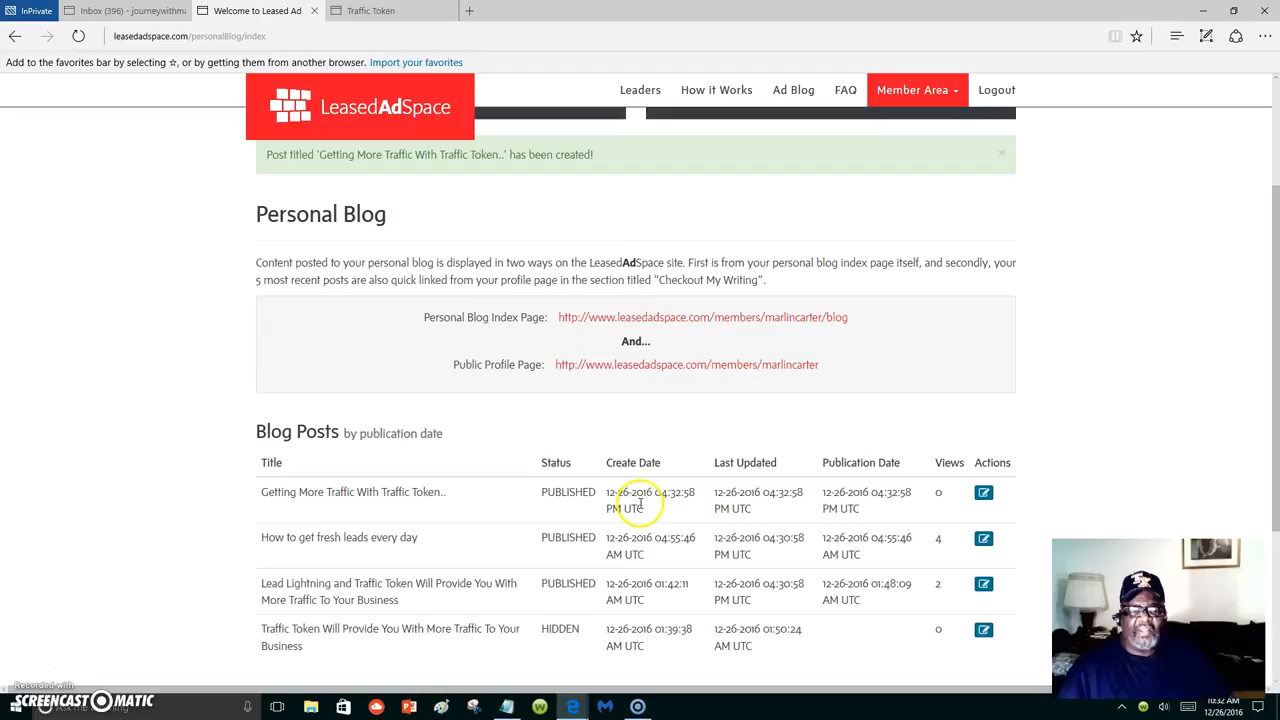 InPrivate
Inbox (396) - journeywithma
Welcome to Leased Ad
Traffic Token
leasedadspace.com/personalBlog/index
Add to the favorites bar by selecting ☆, or by getting them from another browser. Import your favorites
LeasedAdSpace
Leaders
How it Works
Ad Blog
FAQ
Member Area
Logout
Post titled 'Getting More Traffic With Traffic Token..' has been created!
Personal Blog
Content posted to your personal blog is displayed in two ways on the LeasedAdSpace site. First is from your personal blog index page itself, and secondly, your
5 most recent posts are also quick linked from your profile page in the section titled "Checkout My Writing".
Personal Blog Index Page: http://www.leasedadspace.com/members/marlincarter/blog
And...
Public Profile Page: http://www.leasedadspace.com/members/marlincarter
Blog Posts by publication date
Title Status Create Date Last Updated Publication Date Views Actions
Getting More Traffic With Traffic Token.. PUBLISHED 12-26-2016 04:32:58 12-26-2016 04:32:58 12-26-2016 04:32:58 0
PM UTC PM UTC PM UTC
How to get fresh leads every day PUBLISHED 12-26-2016 04:55:46 12-26-2016 04:30:58 12-26-2016 04:55:46 4
AM UTC PM UTC AM UTC
Lead Lightning and Traffic Token Will Provide You With PUBLISHED 12-26-2016 01:42:11 12-26-2016 04:30:58 12-26-2016 01:48:09 2
More Traffic To Your Business AM UTC PM UTC AM UTC
Traffic Token Will Provide You With More Traffic To Your HIDDEN 12-26-2016 01:39:38 12-26-2016 01:50:24 0
Business AM UTC AM UTC
Recorded with
SCREENCAST-O-MATIC
10:32 AM
12/26/2016